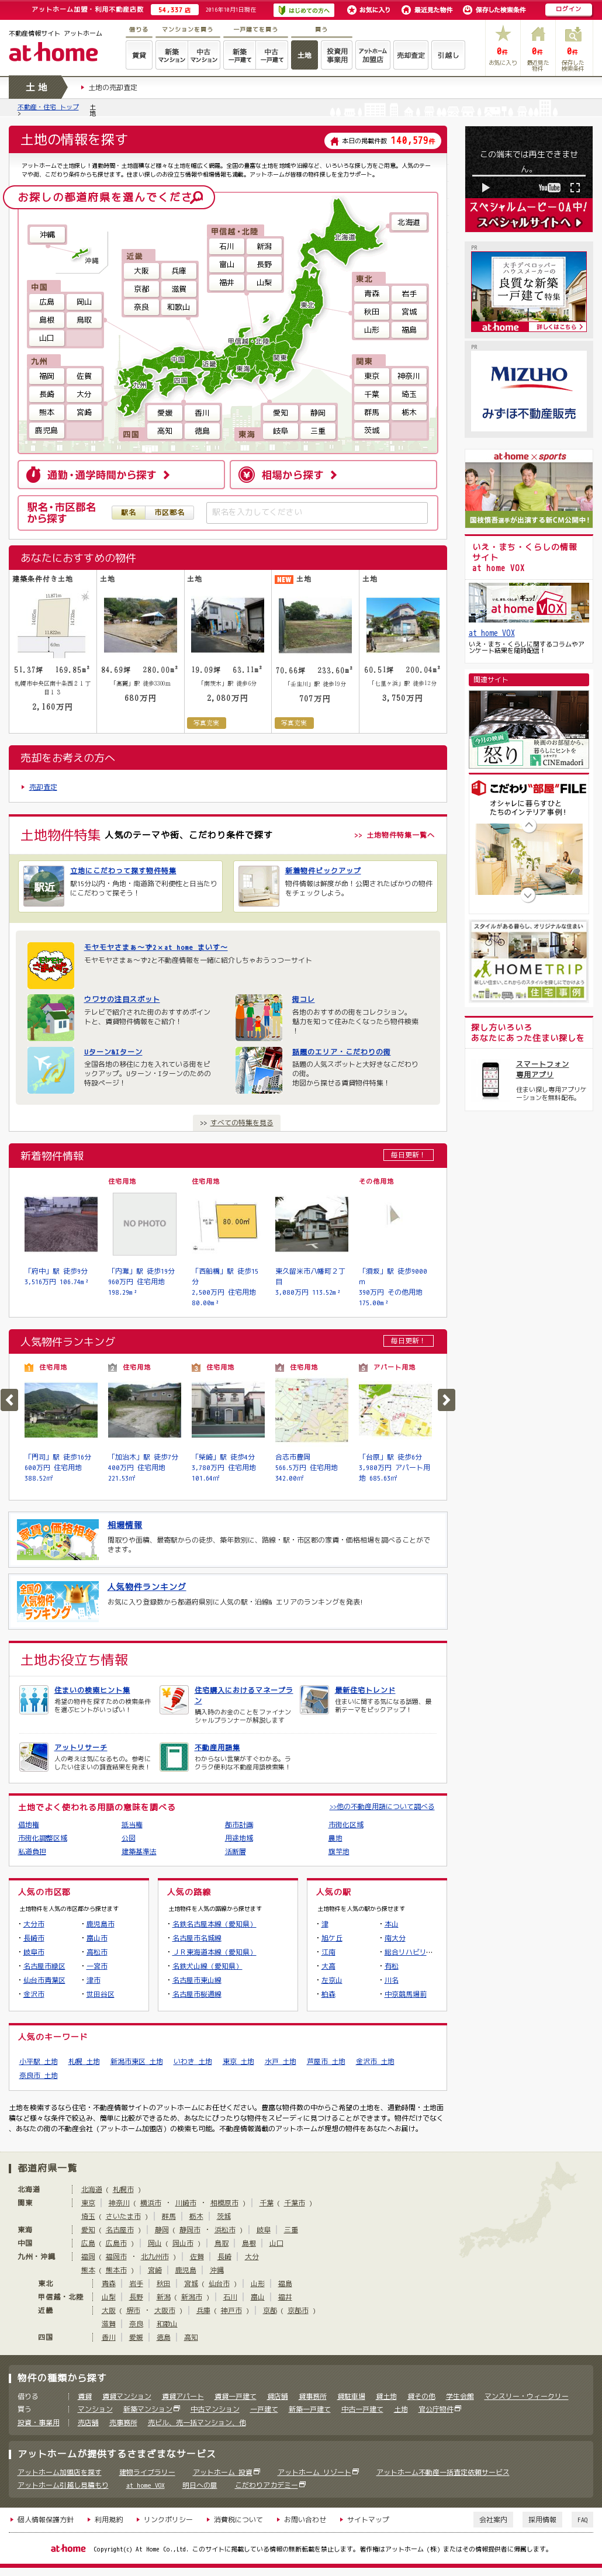 アットホーム加盟・利用不動産店数 54,337店 2016年10月1日現在 はじめての方へ お気に入り 最近見た物件 保存した検索条件 ログイン
不動産情報サイト アットホーム
at home
借りる マンションを買う 一戸建てを買う 買う
賃貸 新築マンション 中古マンション 新築一戸建て 中古一戸建て 土地 投資用事業用 アットホーム加盟店 売却査定 引越し
0件 お気に入り 0件 最近見た物件 0件 保存した検索条件
土地 土地の売却査定
不動産・住宅 トップ > 土地
土地の情報を探す 本日の掲載件数 140,579件
お探しの都道府県を選んでください
沖縄
沖縄
甲信越・北陸
石川 新潟
富山 長野
福井 山梨
北海道
北海道
近畿
大阪 兵庫
京都 滋賀
奈良 和歌山
中国
広島 岡山
島根 鳥取
山口
東北
青森 岩手
秋田 宮城
山形 福島
東北
甲信越・北陸
関東
東海
近畿
中国
四国
九州
九州
福岡 佐賀
長崎 大分
熊本 宮崎
鹿児島
関東
東京 神奈川
千葉 埼玉
群馬 栃木
茨城
四国
愛媛 香川
高知 徳島
東海
愛知 静岡
岐阜 三重
通勤・通学時間から探す
相場から探す
駅名・市区郡名から探す 駅名 市区郡名 駅名を入力してください
あなたにおすすめの物件
建築条件付き土地
51.37坪 169.85m²
札幌市中央区南十条西21丁目13
2,160万円
土地
84.69坪 280.00m²
「高麗」駅 徒歩3300m
680万円
土地
19.09坪 63.11m²
「南茨木」駅 徒歩6分
2,080万円
写真充実
NEW 土地
70.66坪 233.60m²
「壬生川」駅 徒歩19分
707万円
写真充実
土地
60.51坪 200.04m²
「七里ヶ浜」駅 徒歩12分
3,750万円
売却をお考えの方へ
売却査定
土地物件特集 人気のテーマや街、こだわり条件で探す >> 土地物件特集一覧へ
駅近
土地にこだわって探す物件特集
駅15分以内・角地・南道路で利便性と日当たりにこだわって探そう！
新着物件ピックアップ
物件情報は鮮度が命！公開されたばかりの物件をチェックしよう。
モヤモヤさまぁ～ず2×at home まいす～
モヤモヤさまぁ～ず2と不動産情報を一緒に紹介しちゃおうっコーサイト
ウワサの注目スポット
テレビで紹介された街のおすすめポイントと、賃貸物件情報をご紹介！
街コレ
各地のおすすめの街をコレクション。魅力を知って住みたくなったら物件検索！
UターンNIターン
全国各地の移住に力を入れている街をピックアップ。Uターン・Iターンのための特設ページ！
話題のエリア・こだわりの街
話題の人気スポットと大好きなこだわりの街。地図から探せる賃貸物件特集！
>> すべての特集を見る
新着物件情報 毎日更新！
「府中」駅 徒歩9分
3,516万円 106.74m²
住宅用地
NO PHOTO
「内灘」駅 徒歩19分
960万円 住宅用地
198.29m²
住宅用地
80.00㎡
「西船橋」駅 徒歩15分
2,500万円 住宅用地
80.00m²
東久留米市八幡町2丁目
3,080万円 113.52m²
その他用地
「須坂」駅 徒歩9000m
390万円 その他用地
175.00m²
人気物件ランキング 毎日更新！
1 住宅用地
「門司」駅 徒歩16分
600万円 住宅用地
388.52㎡
2 住宅用地
「加治木」駅 徒歩7分
400万円 住宅用地
221.53㎡
3 住宅用地
「柴崎」駅 徒歩4分
3,780万円 住宅用地
101.64㎡
4 住宅用地
合志市豊岡
566.5万円 住宅用地
342.00㎡
5 アパート用地
「台原」駅 徒歩6分
3,980万円 アパート用地 685.63㎡
家賃・価格相場
相場情報
間取りや面積、最寄駅からの徒歩、築年数別に、路線・駅・市区郡の家賃・価格相場を調べることができます。
全国の人気物件ランキング
人気物件ランキング
お気に入り登録数から都道府県別に人気の駅・沿線& エリアのランキングを発表!
土地お役立ち情報
住まいの検索ヒント集
希望の物件を探すための検索条件を選ぶヒントがいっぱい！
住宅購入におけるマネープラン
購入時のお金のことをファイナンシャルプランナーが解説します
最新住宅トレンド
住まいに関する気になる話題、最新テーマをピックアップ！
アットリサーチ
人の考えは気になるもの。参考にしたい住まいの調査結果を発表！
不動産用語集
わからない言葉がすぐわかる。ラクラク便利な不動産用語検索集！
土地でよく使われる用語の意味を調べる >>他の不動産用語について調べる
借地権 抵当権 都市計画 市街化区域
市街化調整区域 公図 用途地域 農地
私道負担 建築基準法 活断層 旗竿地
人気の市区郡
土地物件を人気の市区郡から探せます
・大分市 ・鹿児島市
・長崎市 ・富山市
・岐阜市 ・高松市
・名古屋市緑区 ・一宮市
・仙台市青葉区 ・津市
・金沢市 ・世田谷区
人気の路線
土地物件を人気の路線から探せます
・名鉄名古屋本線（愛知県）
・名古屋市名城線
・JR東海道本線（愛知県）
・名鉄犬山線（愛知県）
・名古屋市東山線
・名古屋市桜通線
人気の駅
土地物件を人気の駅から探せます
・津 ・本山
・旭ケ丘 ・南大分
・江南 ・総合リハビリ…
・大高 ・有松
・左京山 ・川名
・柏森 ・中京競馬場前
人気のキーワード
小平駅 土地 札幌 土地 新潟市東区 土地 いわき 土地 東京 土地 水戸 土地 芦屋市 土地 金沢市 土地
奈良市 土地
土地を検索するなら住宅・不動産情報サイトのアットホームにお任せください。豊富な物件数の中からご希望の土地を、通勤時間・土地面積など様々な条件で絞込み、簡単に比較ができるため、あなたにぴったりな物件をスピーディに見つけることができます。物件だけでなく、あなたの街の不動産会社（アットホーム加盟店）の検索も可能。不動産情報満載のアットホームが理想の物件をあなたへお届け。
都道府県一覧
北海道 北海道（札幌市）
関東 東京 神奈川（横浜市・川崎市・相模原市） 千葉（千葉市）
埼玉（さいたま市） 群馬 栃木 茨城
東海 愛知（名古屋市） 静岡（静岡市・浜松市） 岐阜 三重
中国 広島（広島市） 岡山（岡山市） 鳥取 島根 山口
九州・沖縄 福岡（福岡市・北九州市） 佐賀 長崎 大分
熊本（熊本市） 宮崎 鹿児島 沖縄
東北 青森 岩手 秋田 宮城（仙台市） 山形 福島
甲信越・北陸 山梨 長野 新潟（新潟市） 石川 富山 福井
近畿 大阪（堺市・大阪市） 兵庫（神戸市） 京都（京都市）
滋賀 奈良 和歌山
四国 香川 愛媛 徳島 高知
物件の種類から探す
借りる 賃貸 賃貸マンション 賃貸アパート 賃貸一戸建て 貸店舗 貸事務所 貸駐車場 貸土地 貸その他 学生会館 マンスリー・ウィークリー
買う マンション 新築マンション 中古マンション 一戸建て 新築一戸建て 中古一戸建て 土地 官公庁物件
投資・事業用 売店舗 売事務所 売ビル、売一括マンション、他
アットホームが提供するさまざまなサービス
アットホーム加盟店を探す 建物ライブラリー アットホーム 投資 アットホーム リゾート アットホーム不動産一括査定依頼サービス
アットホーム引越し見積もり at home VOX 明日への扉 こだわりアカデミー
個人情報保護方針 利用規約 リンクポリシー 消費税について お問い合わせ サイトマップ 会社案内 採用情報 FAQ
at home Copyright(c) At Home Co.,Ltd. このサイトに掲載している情報の無断転載を禁止します。著作権はアットホーム（株）またはその情報提供者に帰属します。
この端末では再生できません。
YouTube
スペシャルムービーOA中!
スペシャルサイトへ
PR
大手デベロッパー ハウスメーカーの
良質な新築一戸建て特集
at home 詳しくはこちら
PR
MIZUHO
みずほ不動産販売
at home × sports
国枝慎吾選手が出演する新CM公開中!
いえ・まち・くらしの情報サイト
at home VOX
at home VOX
at home VOX
いえ・まち・くらしに関するコラムやアンケート結果を随時配信！
関連サイト
今月の映画 怒り 映画のお部屋から、暮らしにヒントを CINEmadori
こだわり"部屋"FILE
オシャレに暮らすひとたちのインテリア事例!
スタイルがある暮らし、オリジナルな住まい
HOMETRIP
新しい住まい、これからのスタイルを探しにでかけよう 住宅事例
探し方いろいろ
あなたにあった住まい探しを
スマートフォン専用アプリ
住まい探し専用アプリケーションを無料配布。